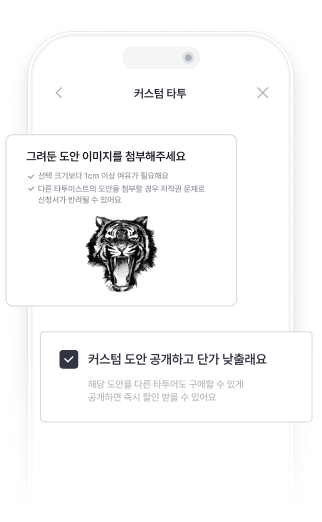 커스텀 타투
그려둔 도안 이미지를 첨부해주세요
선택 크기보다 1cm 이상 여유가 필요해요
다른 타투이스트의 도안을 첨부할 경우 저작권 문제로
신청서가 반려될 수 있어요
커스텀 도안 공개하고 단가 낮출래요
해당 도안을 다른 타투어도 구매할 수 있게
공개하면 즉시 할인 받을 수 있어요